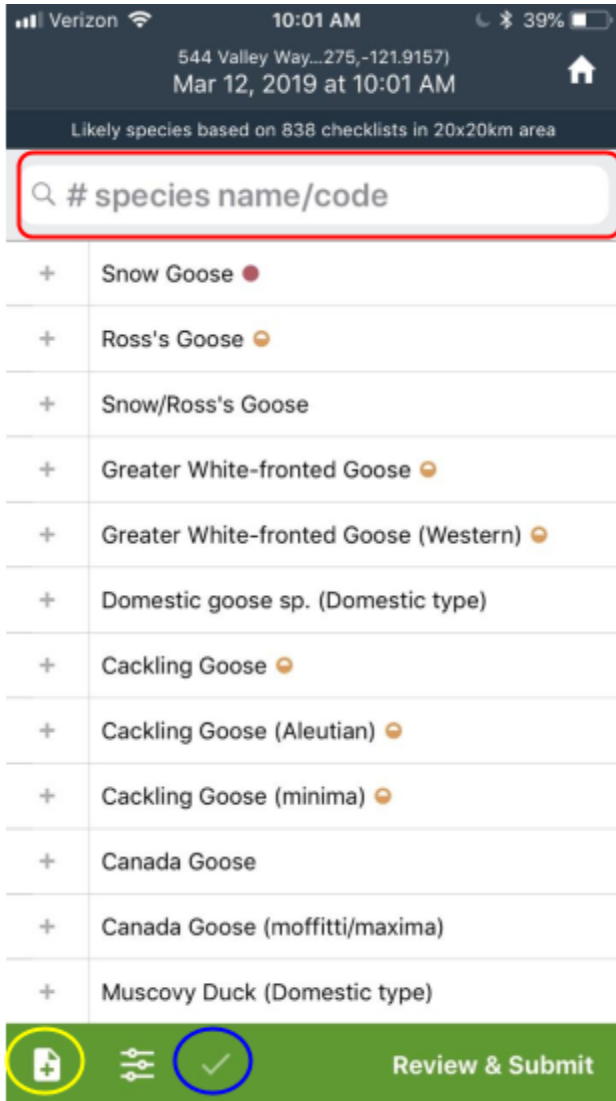 Verizon 10:01 AM 39%
544 Valley Way...275,-121.9157)
Mar 12, 2019 at 10:01 AM
Likely species based on 838 checklists in 20x20km area
# species name/code
+ Snow Goose
+ Ross's Goose
+ Snow/Ross's Goose
+ Greater White-fronted Goose
+ Greater White-fronted Goose (Western)
+ Domestic goose sp. (Domestic type)
+ Cackling Goose
+ Cackling Goose (Aleutian)
+ Cackling Goose (minima)
+ Canada Goose
+ Canada Goose (moffitti/maxima)
+ Muscovy Duck (Domestic type)
Review & Submit